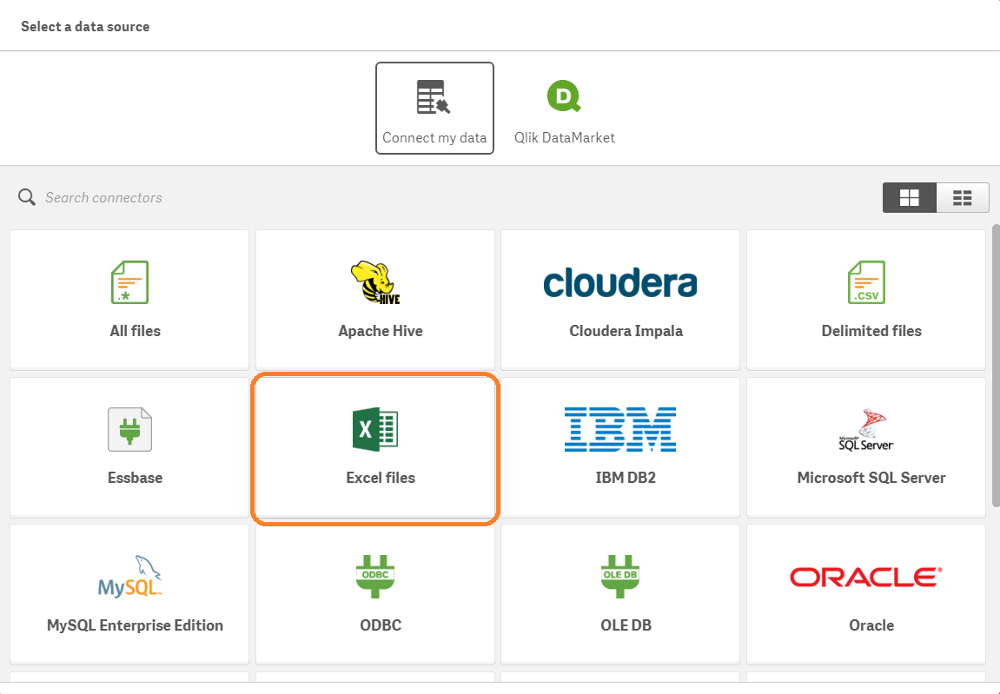 Select a data source
Connect my data
Qlik DataMarket
D
Search connectors
.*
HIVE
cloudera
.CSV
All files
Apache Hive
Cloudera Impala
Delimited files
X
IBM
Microsoft
SQL Server
Essbase
Excel files
IBM DB2
Microsoft SQL Server
MySQL™
ODBC
OLE DB
ORACLE®
MySQL Enterprise Edition
ODBC
OLE DB
Oracle